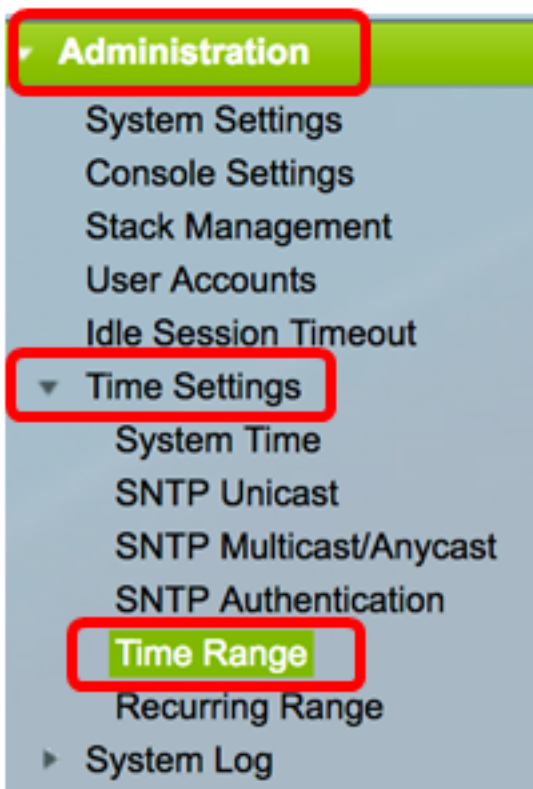 Administration
System Settings
Console Settings
Stack Management
User Accounts
Idle Session Timeout
Time Settings
System Time
SNTP Unicast
SNTP Multicast/Anycast
SNTP Authentication
Time Range
Recurring Range
System Log